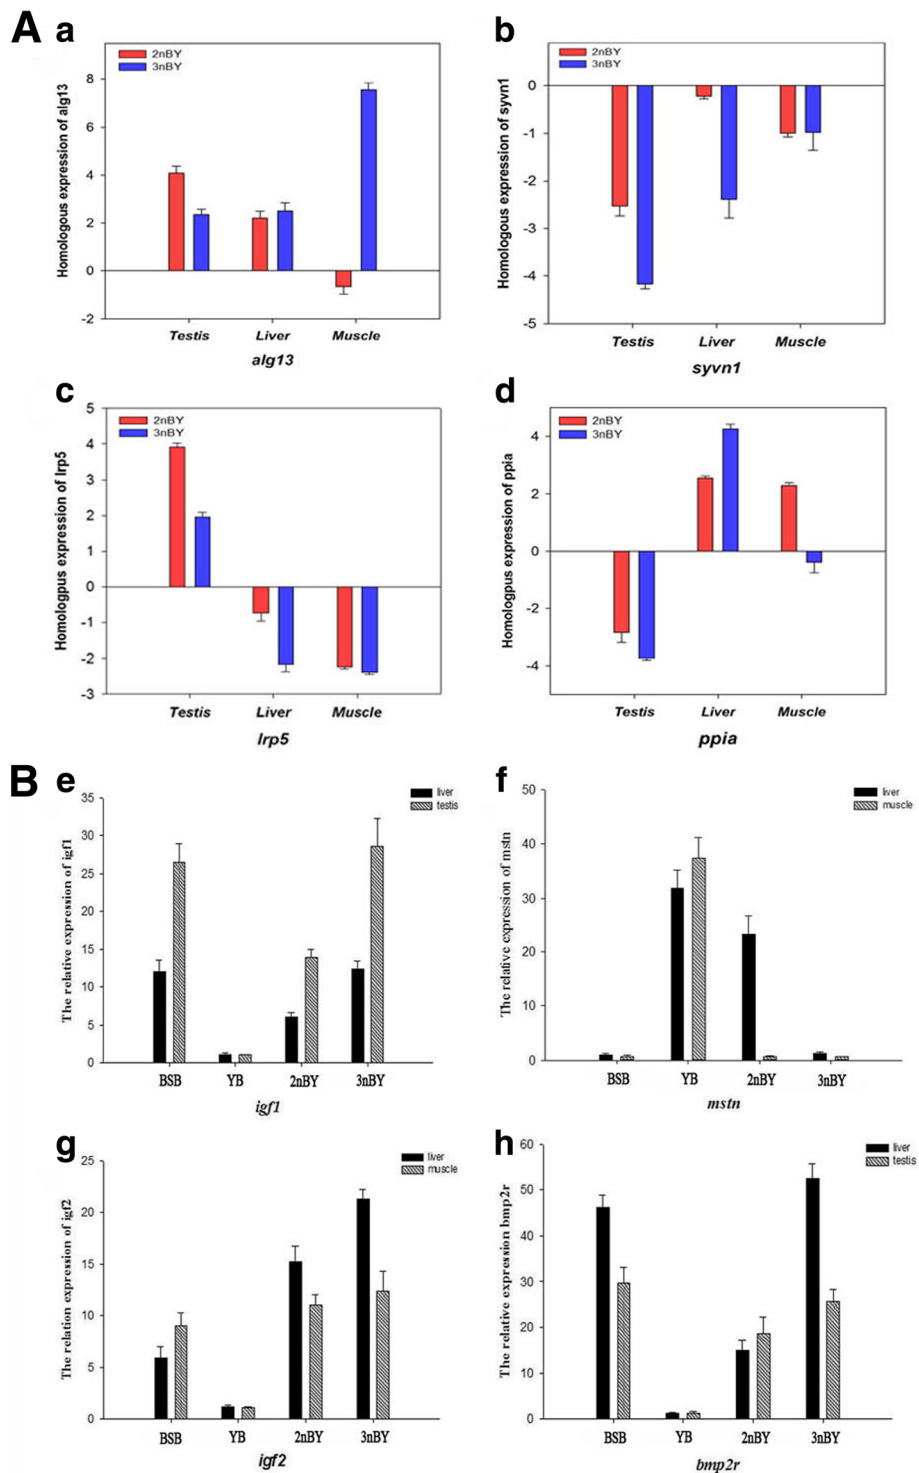 A a
2nBY
3nBY
Homologous expression of alg13
8
6
4
2
0
-2
Testis Liver Muscle
alg13
b
2nBY
3nBY
Homologous expression of syvn1
0
-1
-2
-3
-4
-5
Testis Liver Muscle
syvn1
c
2nBY
3nBY
Homologpus expression of lrp5
5
4
3
2
1
0
-1
-2
-3
Testis Liver Muscle
lrp5
d
2nBY
3nBY
Homologpus expression of ppia
4
2
0
-2
-4
Testis Liver Muscle
ppia
B e
liver
testis
The relative expression of igf1
35
30
25
20
15
10
5
0
BSB YB 2nBY 3nBY
igf1
f
liver
muscle
The relative expression of mstn
50
40
30
20
10
0
BSB YB 2nBY 3nBY
mstn
g
liver
muscle
The relation expression of igf2
25
20
15
10
5
0
BSB YB 2nBY 3nBY
igf2
h
liver
testis
The relative expression bmp2r
60
50
40
30
20
10
0
BSB YB 2nBY 3nBY
bmp2r